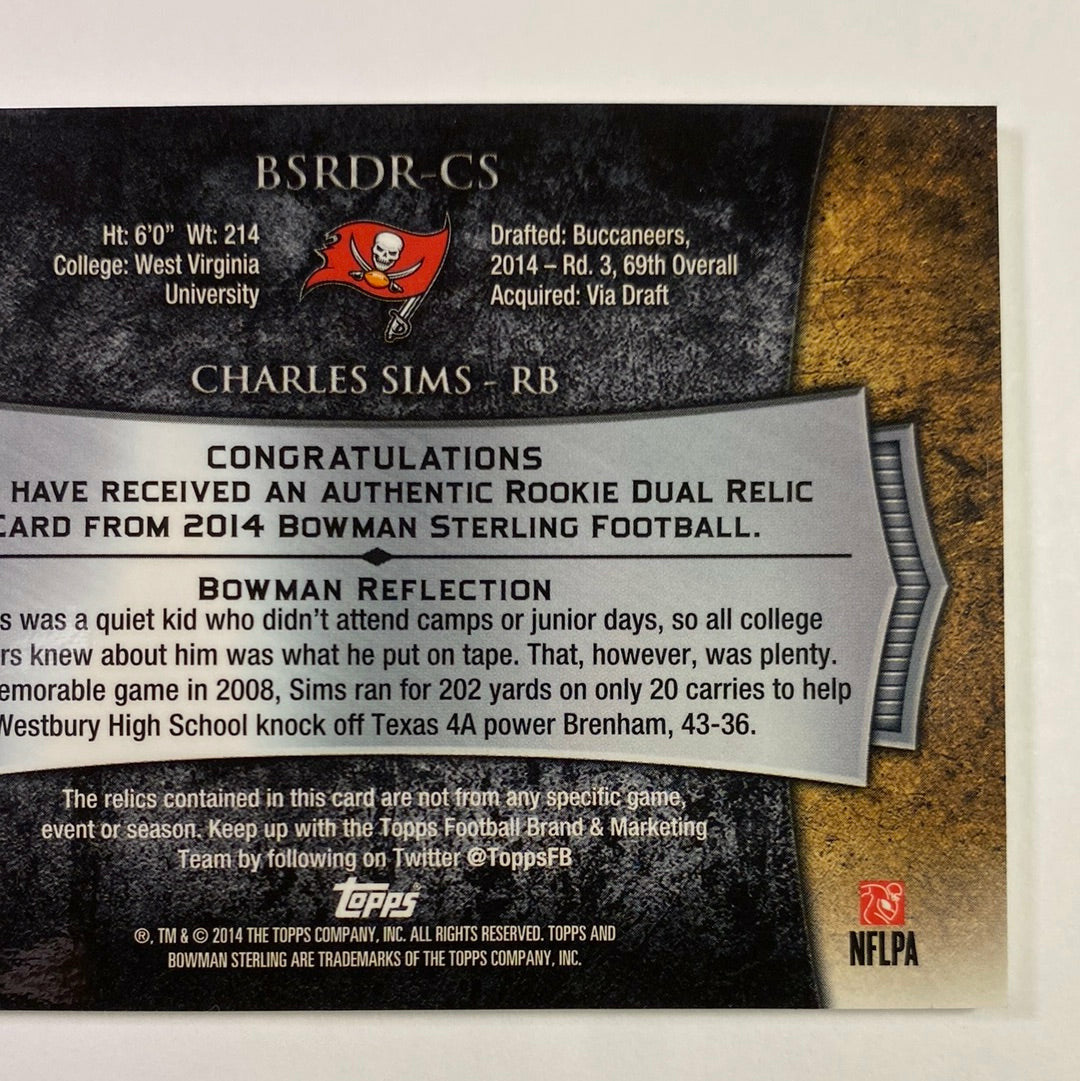 BSRDR-CS
Ht: 6'0" Wt: 214
College: West Virginia
University
Drafted: Buccaneers,
2014 – Rd. 3, 69th Overall
Acquired: Via Draft
CHARLES SIMS - RB
CONGRATULATIONS
HAVE RECEIVED AN AUTHENTIC ROOKIE DUAL RELIC
CARD FROM 2014 BOWMAN STERLING FOOTBALL.
BOWMAN REFLECTION
s was a quiet kid who didn't attend camps or junior days, so all college
rs knew about him was what he put on tape. That, however, was plenty.
emorable game in 2008, Sims ran for 202 yards on only 20 carries to help
Westbury High School knock off Texas 4A power Brenham, 43-36.
The relics contained in this card are not from any specific game,
event or season. Keep up with the Topps Football Brand & Marketing
Team by following on Twitter @ToppsFB
topps®
®, TM & © 2014 THE TOPPS COMPANY, INC. ALL RIGHTS RESERVED. TOPPS AND
BOWMAN STERLING ARE TRADEMARKS OF THE TOPPS COMPANY, INC.
NFLPA